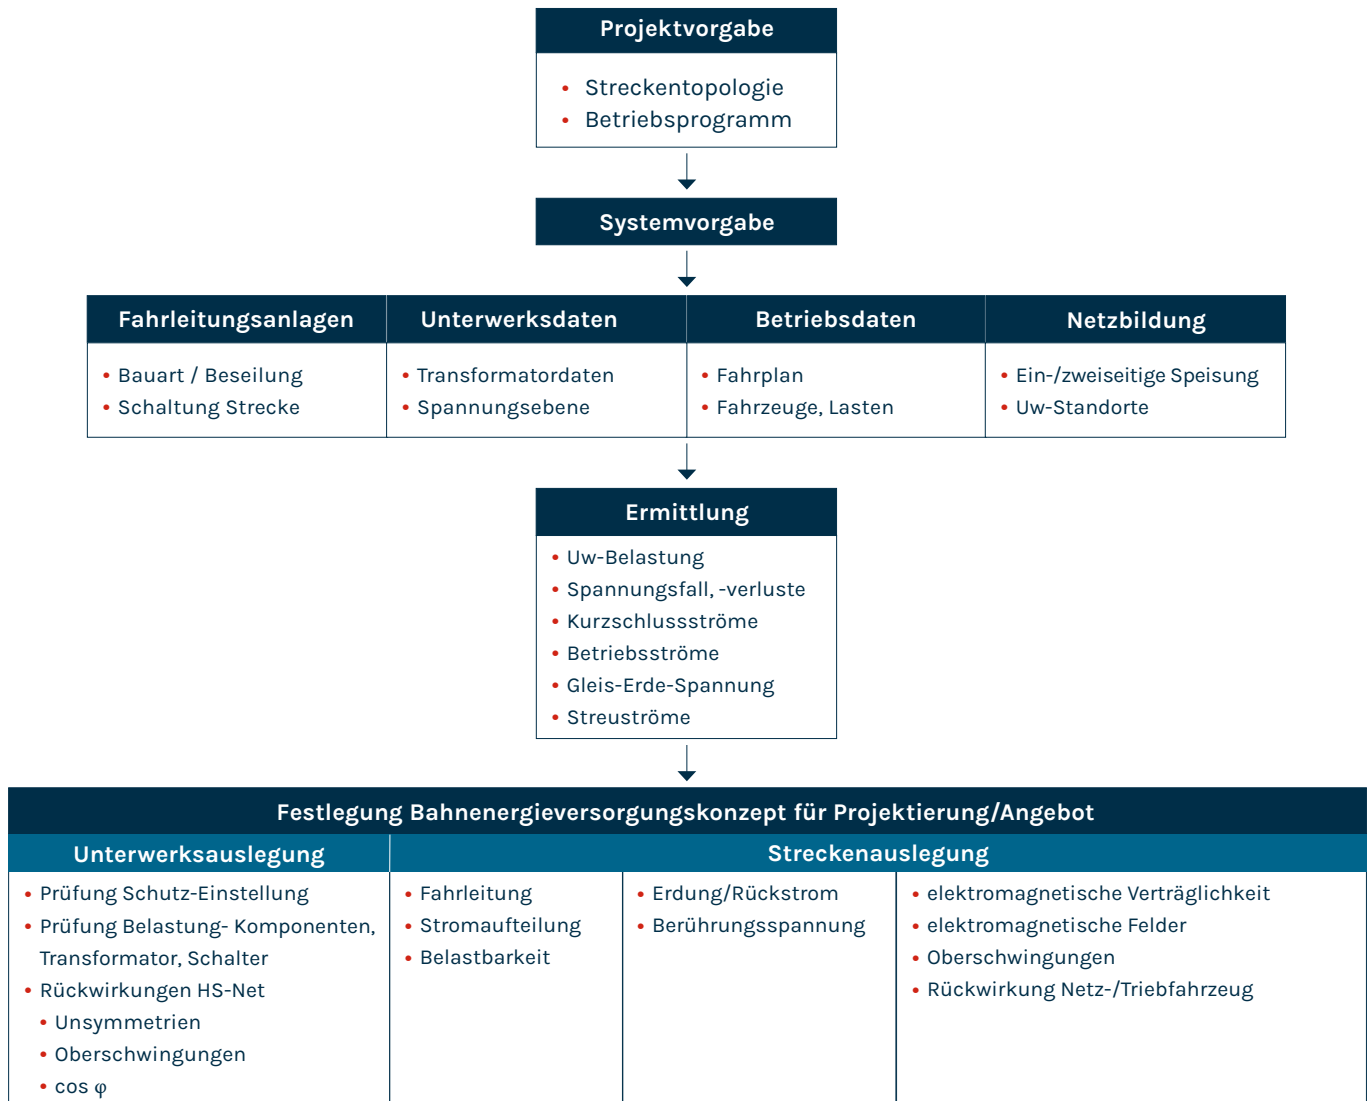 Projektvorgabe
• Streckentopologie
• Betriebsprogramm
Systemvorgabe
Fahrleitungsanlagen
• Bauart / Beseilung
• Schaltung Strecke
Unterwerksdaten
• Transformatordaten
• Spannungsebene
Betriebsdaten
• Fahrplan
• Fahrzeuge, Lasten
Netzbildung
• Ein-/zweiseitige Speisung
• Uw-Standorte
Ermittlung
• Uw-Belastung
• Spannungsfall, -verluste
• Kurzschlussströme
• Betriebsströme
• Gleis-Erde-Spannung
• Streuströme
Festlegung Bahnenergieversorgungskonzept für Projektierung/Angebot
Unterwerksauslegung
• Prüfung Schutz-Einstellung
• Prüfung Belastung- Komponenten,
Transformator, Schalter
• Rückwirkungen HS-Net
• Unsymmetrien
• Oberschwingungen
• cos φ
Streckenauslegung
• Fahrleitung
• Stromaufteilung
• Belastbarkeit
• Erdung/Rückstrom
• Berührungsspannung
• elektromagnetische Verträglichkeit
• elektromagnetische Felder
• Oberschwingungen
• Rückwirkung Netz-/Triebfahrzeug